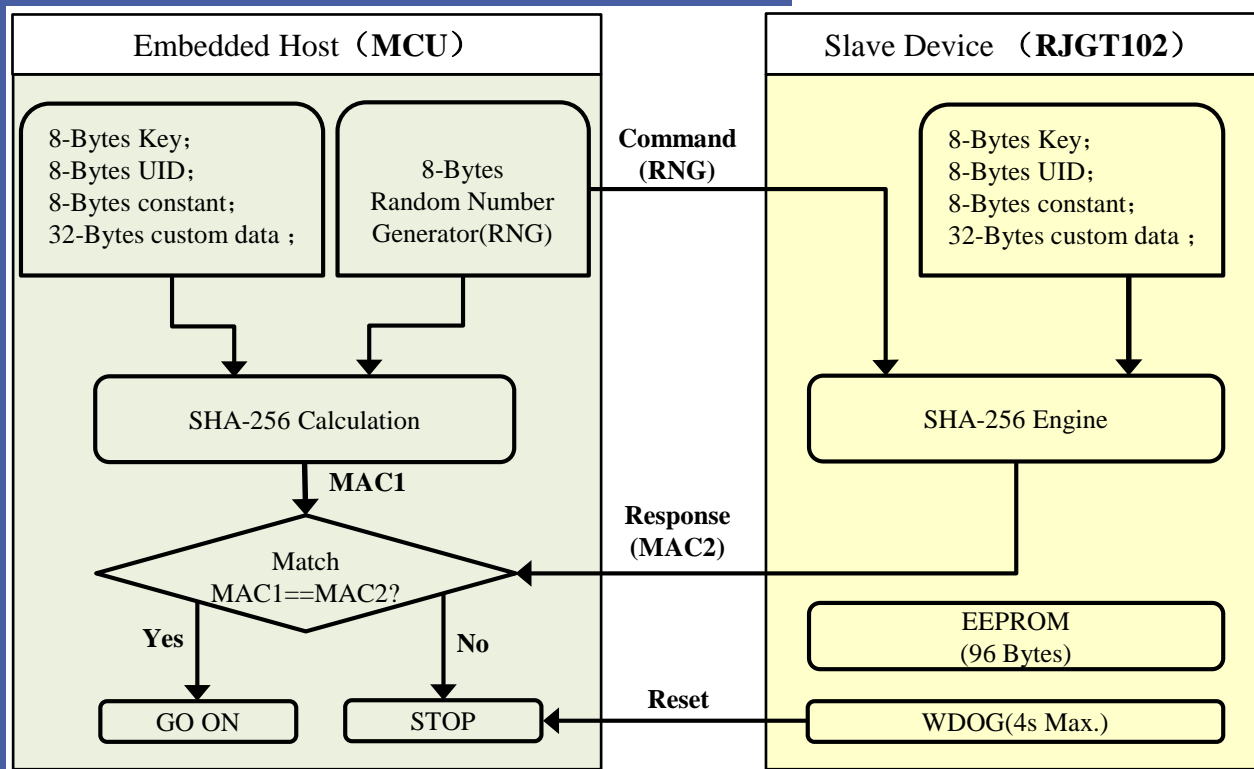 Embedded Host（MCU）
8-Bytes Key；
8-Bytes UID；
8-Bytes constant；
32-Bytes custom data；
8-Bytes
Random Number
Generator(RNG)
SHA-256 Calculation
MAC1
Match
MAC1==MAC2?
Yes
No
GO ON
STOP
Command
(RNG)
Response
(MAC2)
Reset
Slave Device （RJGT102）
8-Bytes Key；
8-Bytes UID；
8-Bytes constant；
32-Bytes custom data；
SHA-256 Engine
EEPROM
(96 Bytes)
WDOG(4s Max.)